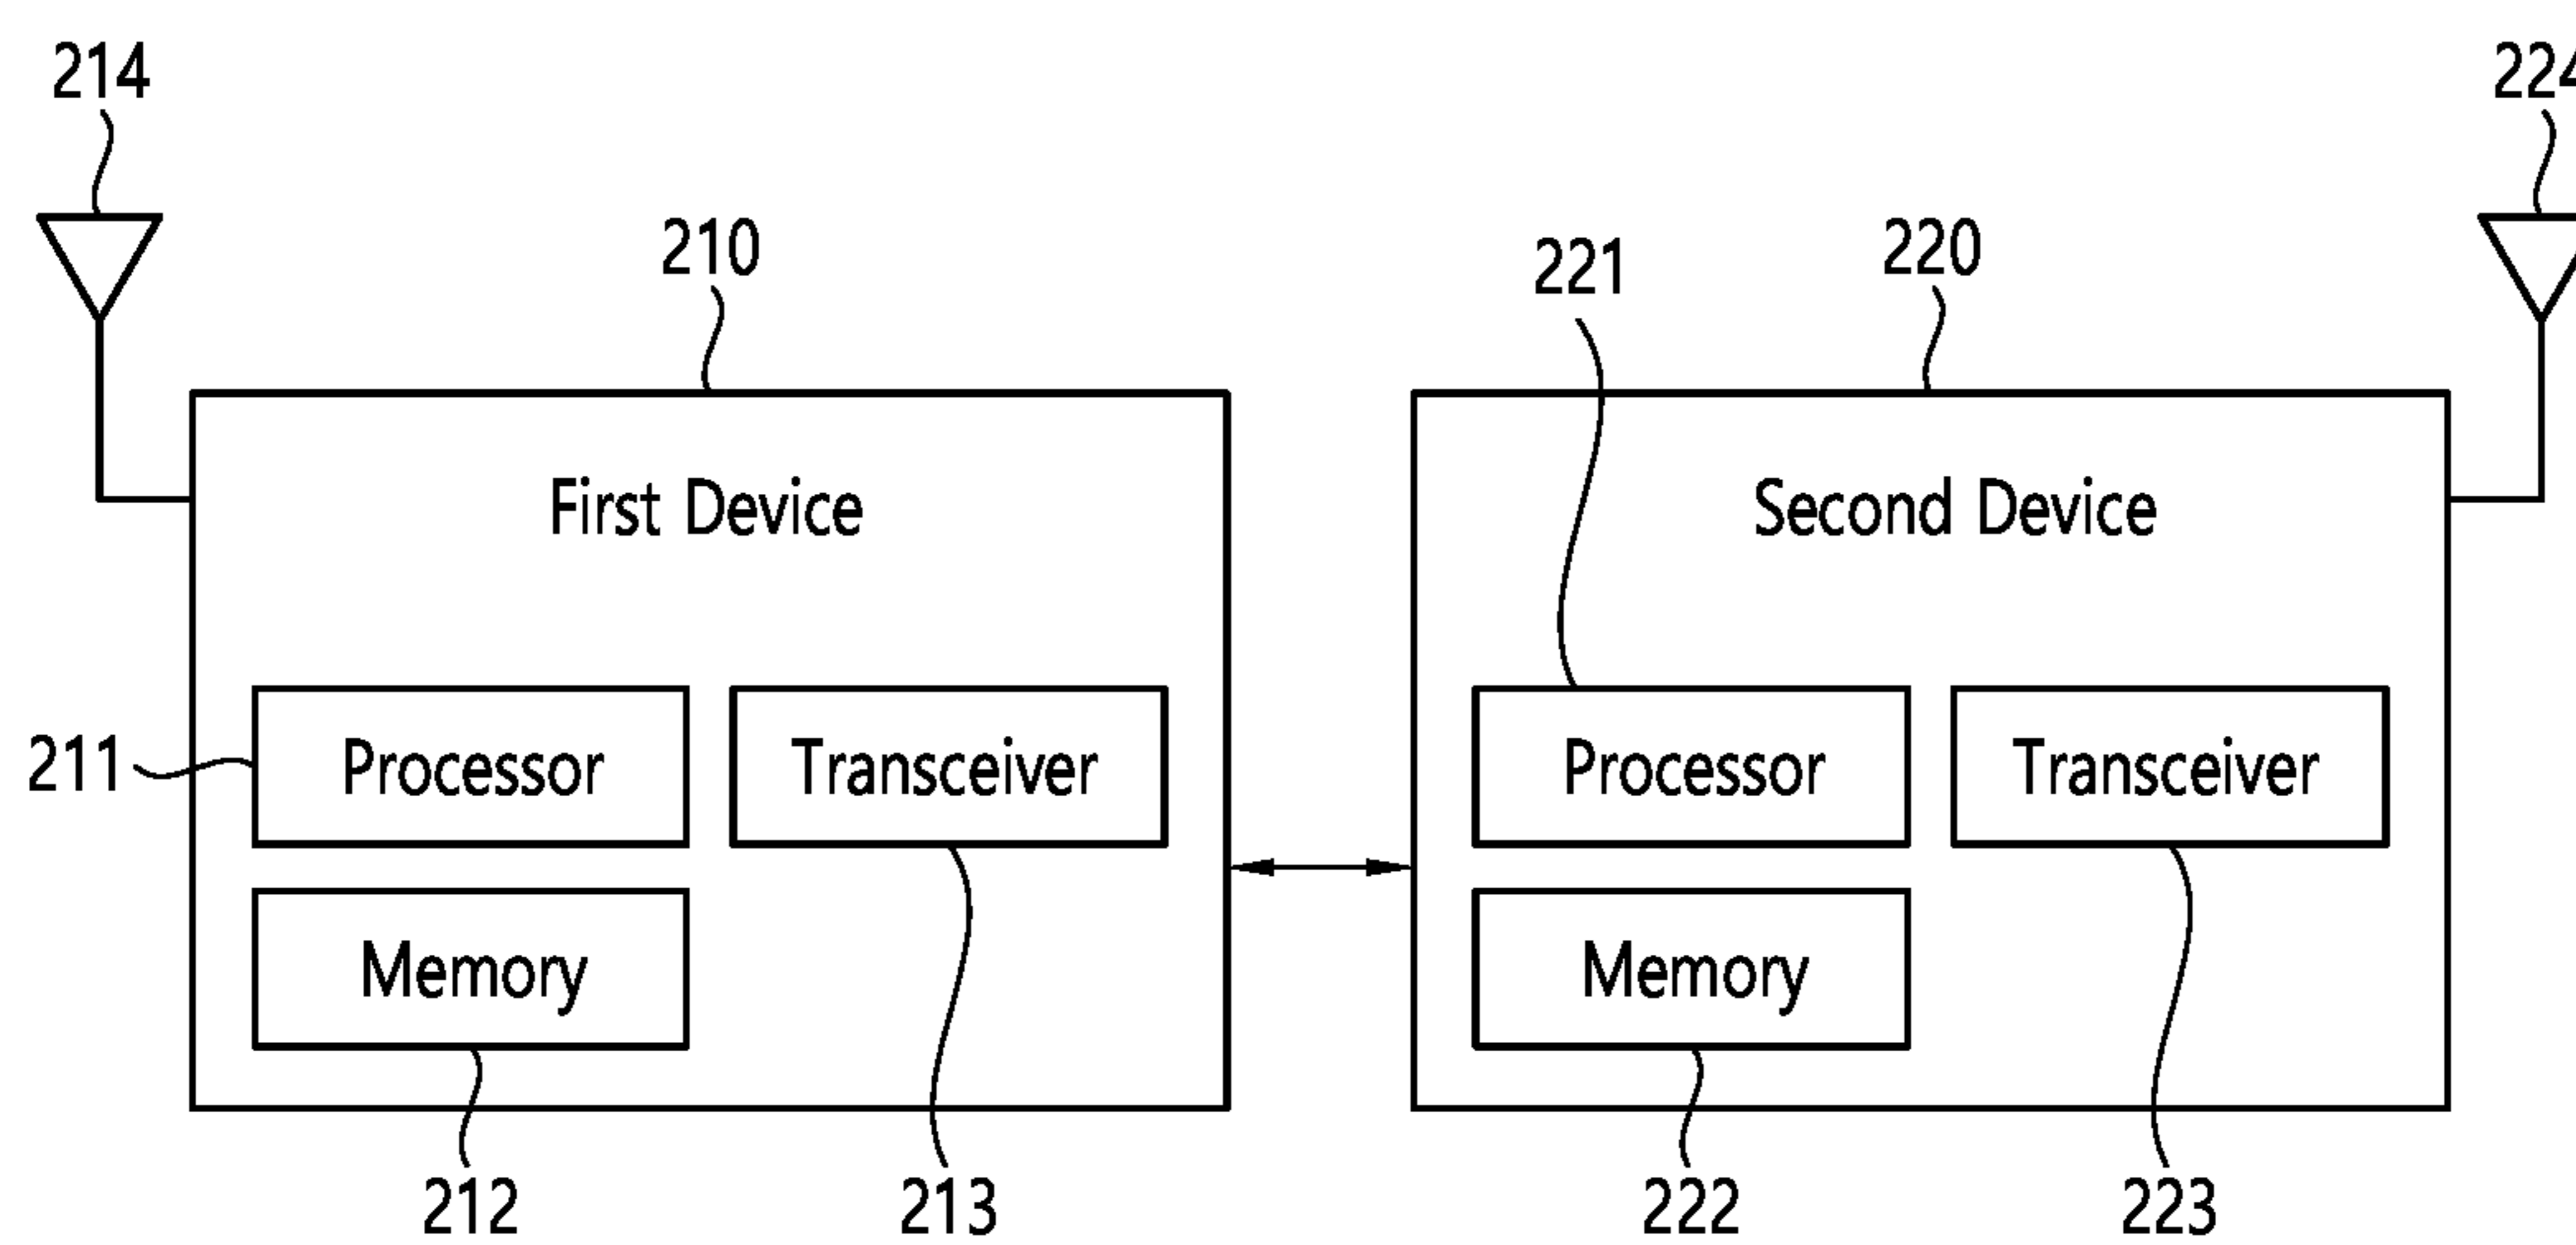 214
224
210
221
220
First Device
Second Device
211
Processor
Transceiver
Processor
Transceiver
Memory
Memory
212
213
222
223